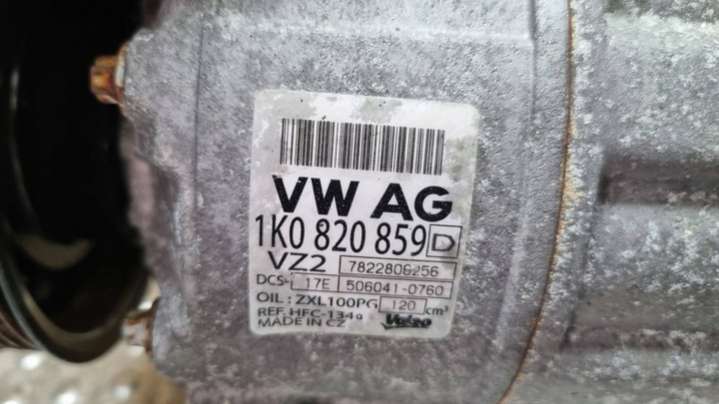 VW AG
1K0 820 859 D
VZ2 7822806256
DCS-17E 506041-0760
OIL : ZXL100PG 120 cm³
REF. HFC-134a
MADE IN CZ Valeo